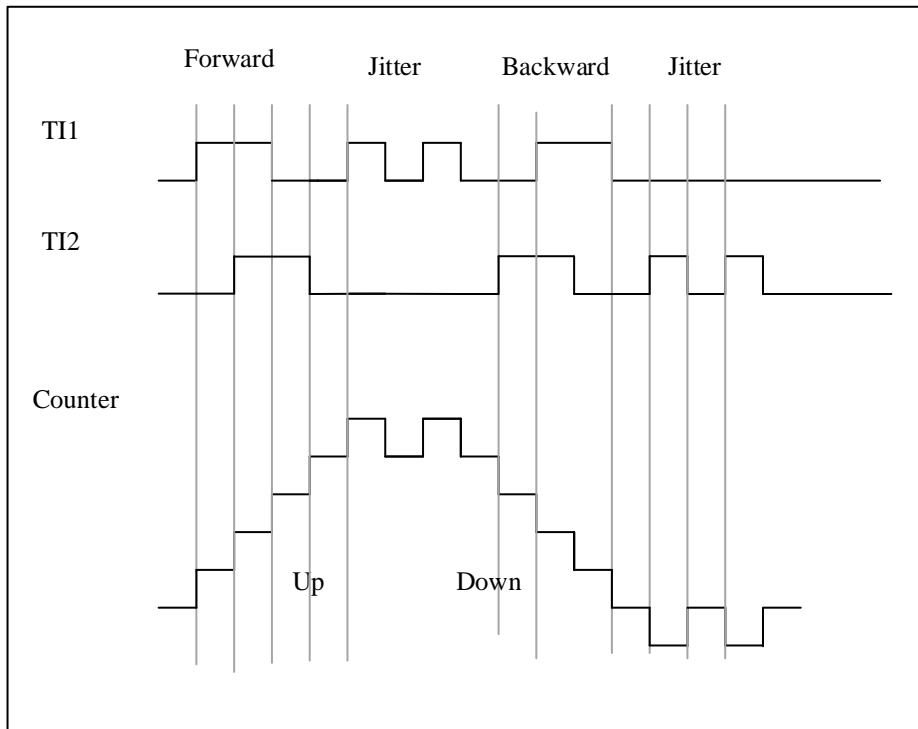 Forward
Jitter
Backward
Jitter
TI1
TI2
Counter
Up
Down